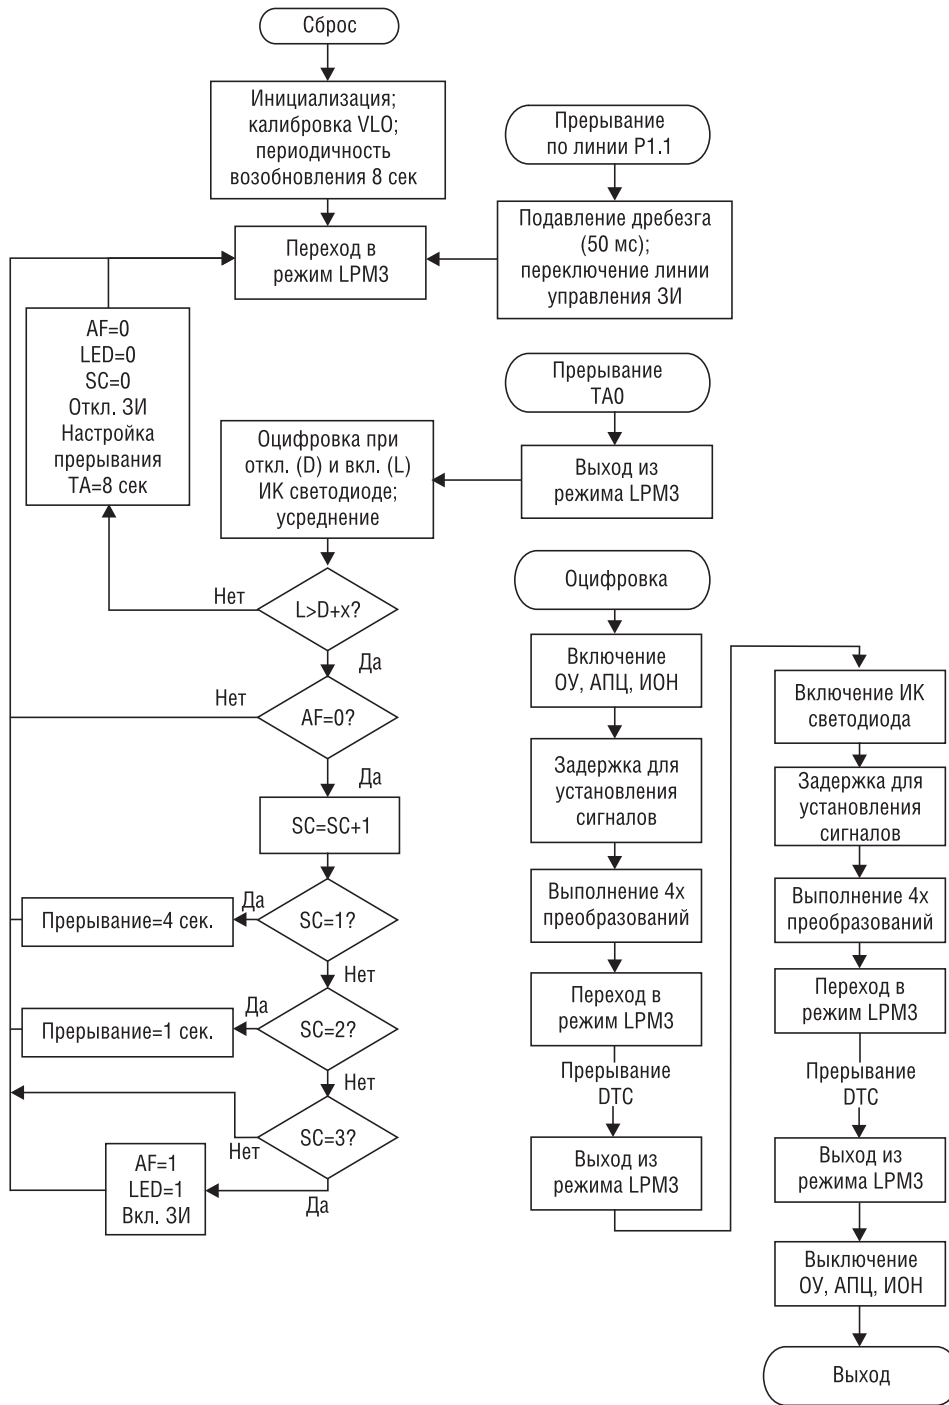 Сброс
Инициализация;
калибровка VLO;
периодичность
возобновления 8 сек
Прерывание
по линии P1.1
Переход в
режим LPM3
Подавление дребезга
(50 мс);
переключение линии
управления ЗИ
AF=0
LED=0
SC=0
Откл. ЗИ
Настройка
прерывания
TA=8 сек
Прерывание
TA0
Оцифровка при
откл. (D) и вкл. (L)
ИК светодиоде;
усреднение
Выход из
режима LPM3
Нет
L>D+x?
Да
Нет
AF=0?
Да
SC=SC+1
Прерывание=4 сек.
Да
SC=1?
Нет
Прерывание=1 сек.
Да
SC=2?
Нет
SC=3?
Нет
Да
AF=1
LED=1
Вкл. ЗИ
Оцифровка
Включение
ОУ, АПЦ, ИОН
Задержка для
установления
сигналов
Выполнение 4х
преобразований
Переход в
режим LPM3
Прерывание
DTC
Выход из
режима LPM3
Включение ИК
светодиода
Задержка для
установления
сигналов
Выполнение 4х
преобразований
Переход в
режим LPM3
Прерывание
DTC
Выход из
режима LPM3
Выключение
ОУ, АПЦ, ИОН
Выход